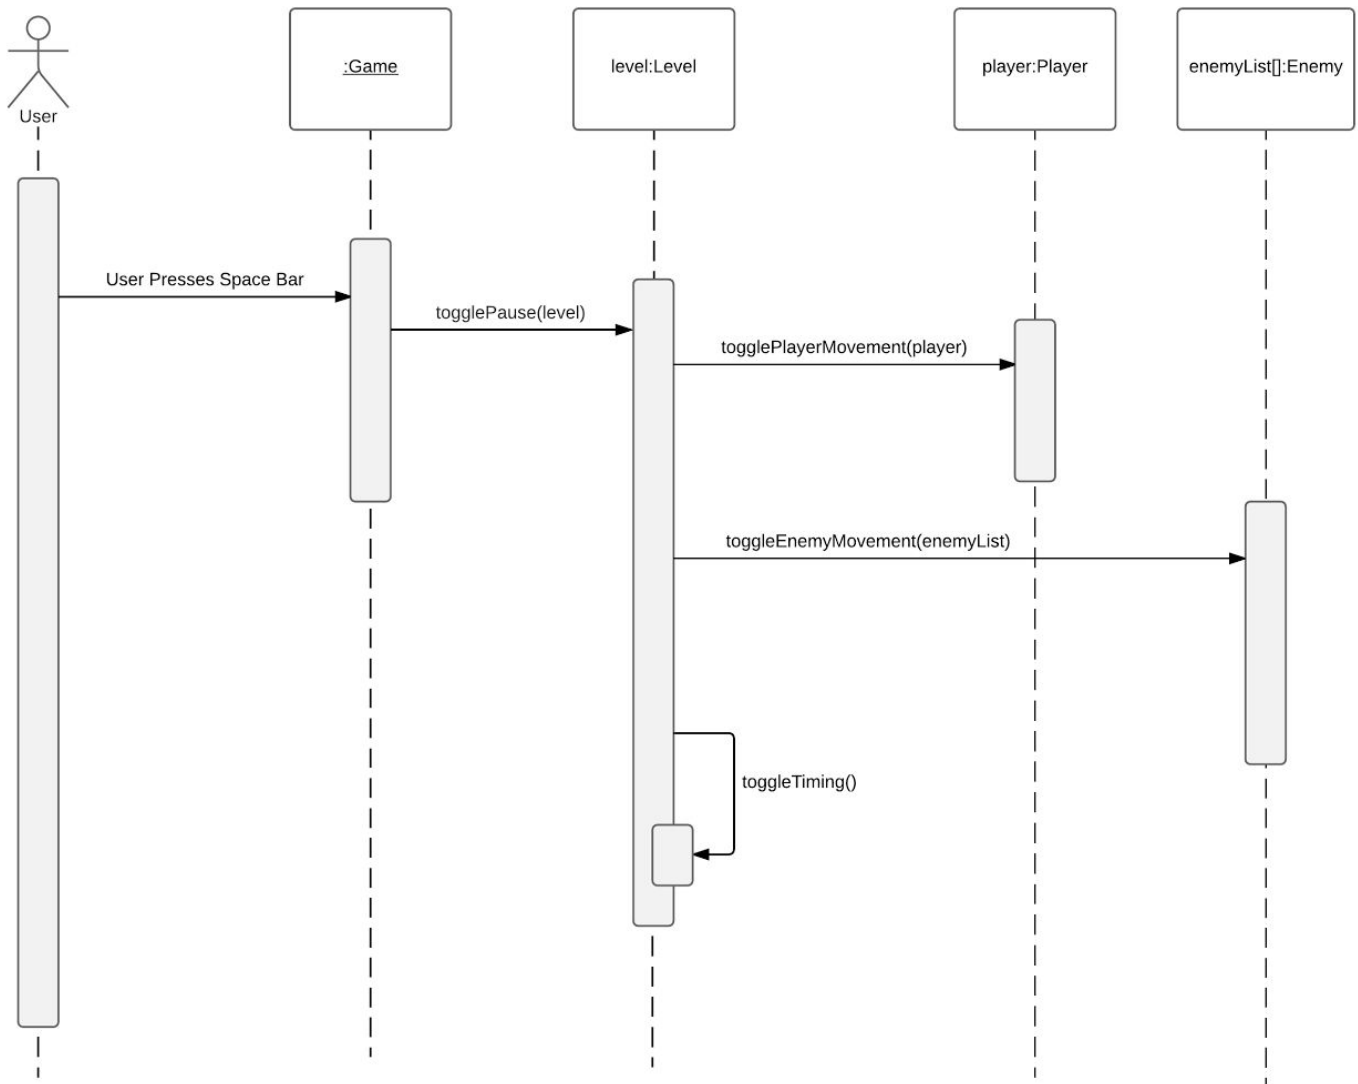 User
:Game
level:Level
player:Player
enemyList[]:Enemy
User Presses Space Bar
togglePause(level)
togglePlayerMovement(player)
toggleEnemyMovement(enemyList)
toggleTiming()